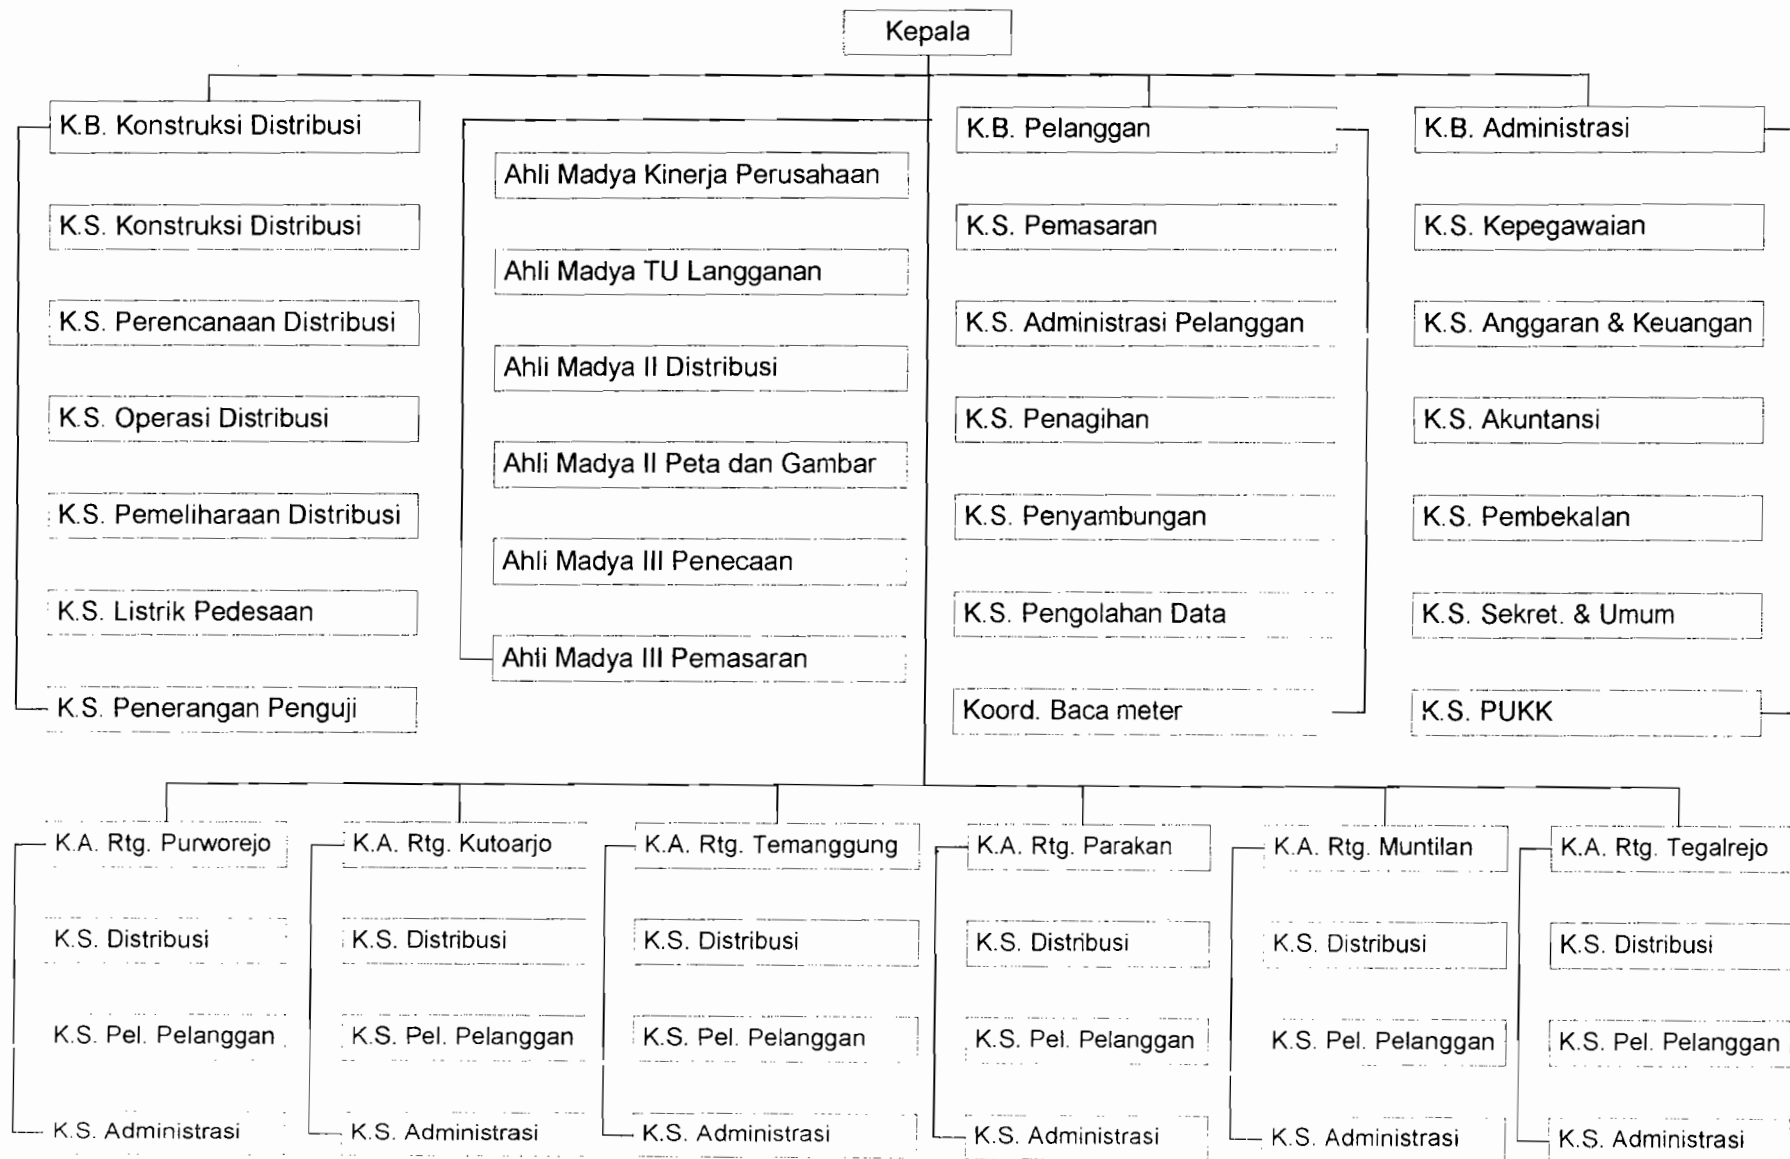 Kepala
K.B. Konstruksi Distribusi
K.S. Konstruksi Distribusi
K.S. Perencanaan Distribusi
K.S. Operasi Distribusi
K.S. Pemeliharaan Distribusi
K.S. Listrik Pedesaan
K.S. Penerangan Penguji
Ahli Madya Kinerja Perusahaan
Ahli Madya TU Langganan
Ahli Madya II Distribusi
Ahli Madya II Peta dan Gambar
Ahli Madya III Penecaan
Ahli Madya III Pemasaran
K.B. Pelanggan
K.S. Pemasaran
K.S. Administrasi Pelanggan
K.S. Penagihan
K.S. Penyambungan
K.S. Pengolahan Data
Koord. Baca meter
K.B. Administrasi
K.S. Kepegawaian
K.S. Anggaran & Keuangan
K.S. Akuntansi
K.S. Pembekalan
K.S. Sekret. & Umum
K.S. PUKK
K.A. Rtg. Purworejo
K.S. Distribusi
K.S. Pel. Pelanggan
K.S. Administrasi
K.A. Rtg. Kutoarjo
K.S. Distribusi
K.S. Pel. Pelanggan
K.S. Administrasi
K.A. Rtg. Temanggung
K.S. Distribusi
K.S. Pel. Pelanggan
K.S. Administrasi
K.A. Rtg. Parakan
K.S. Distribusi
K.S. Pel. Pelanggan
K.S. Administrasi
K.A. Rtg. Muntilan
K.S. Distribusi
K.S. Pel. Pelanggan
K.S. Administrasi
K.A. Rtg. Tegalrejo
K.S. Distribusi
K.S. Pel. Pelanggan
K.S. Administrasi